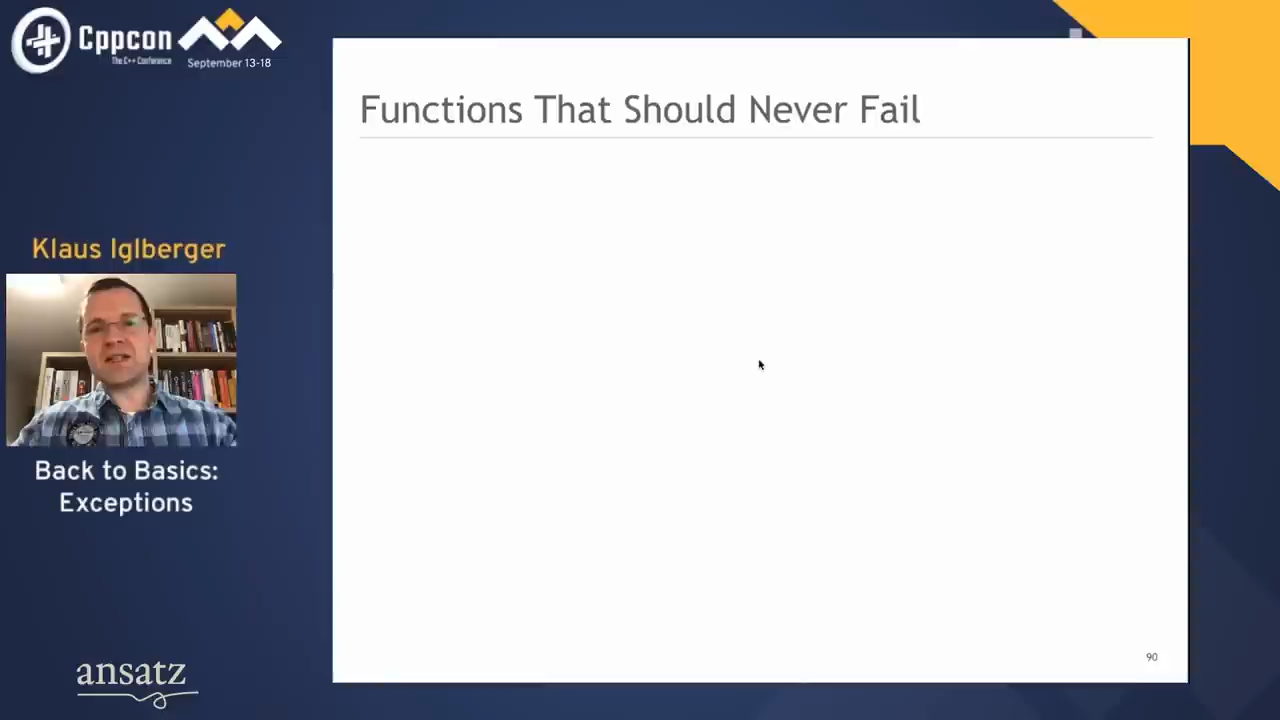 Cppcon
The C++ Conference
September 13-18
Functions That Should Never Fail
Klaus Iglberger
Back to Basics:
Exceptions
ansatz
90